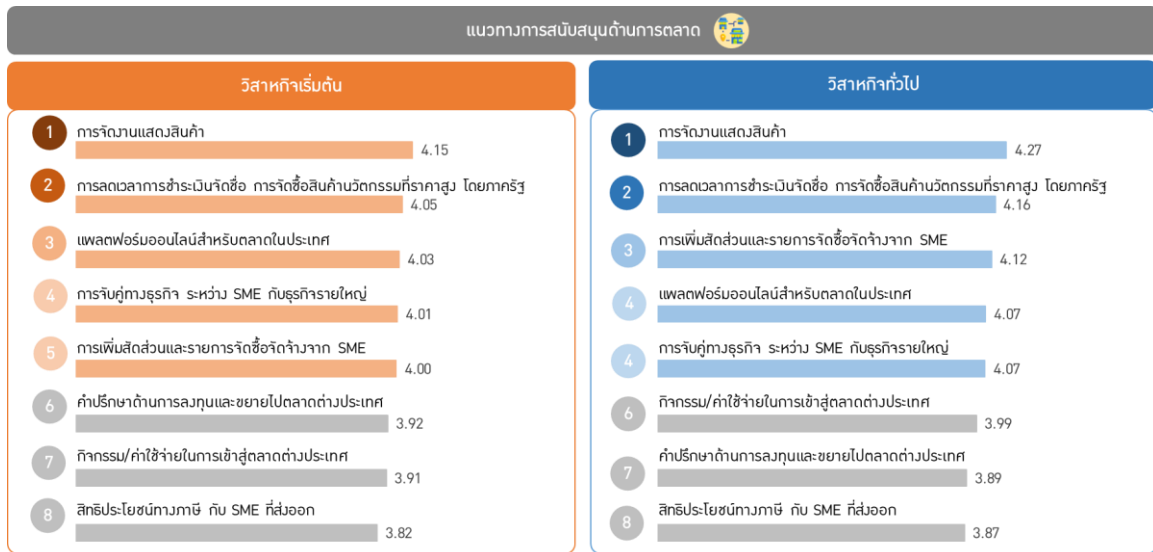 แนวทางการสนับสนุนด้านการตลาด
วิสาหกิจเริ่มต้น
1 การจัดงานแสดงสินค้า
4.15
2 การลดเวลาการชำระเงินจัดชื่อ การจัดซื้อสินค้านวัตกรรมที่ราคาสูง โดยภาครัฐ
4.05
3 แพลตฟอร์มออนไลน์สำหรับตลาดในประเทศ
4.03
4 การจับคู่ทางธุรกิจ ระหว่าง SME กับธุรกิจรายใหญ่
4.01
5 การเพิ่มสัดส่วนและรายการจัดซื้อจัดจ้างจาก SME
4.00
6 คำปรึกษาด้านการลงทุนและขยายไปตลาดต่างประเทศ
3.92
7 กิจกรรม/ค่าใช้จ่ายในการเข้าสู่ตลาดต่างประเทศ
3.91
8 สิทธิประโยชน์ทางภาษี กับ SME ที่ส่งออก
3.82
วิสาหกิจทั่วไป
1 การจัดงานแสดงสินค้า
4.27
2 การลดเวลาการชำระเงินจัดชื่อ การจัดซื้อสินค้านวัตกรรมที่ราคาสูง โดยภาครัฐ
4.16
3 การเพิ่มสัดส่วนและรายการจัดซื้อจัดจ้างจาก SME
4.12
4 แพลตฟอร์มออนไลน์สำหรับตลาดในประเทศ
4.07
4 การจับคู่ทางธุรกิจ ระหว่าง SME กับธุรกิจรายใหญ่
4.07
6 กิจกรรม/ค่าใช้จ่ายในการเข้าสู่ตลาดต่างประเทศ
3.99
7 คำปรึกษาด้านการลงทุนและขยายไปตลาดต่างประเทศ
3.89
8 สิทธิประโยชน์ทางภาษี กับ SME ที่ส่งออก
3.87